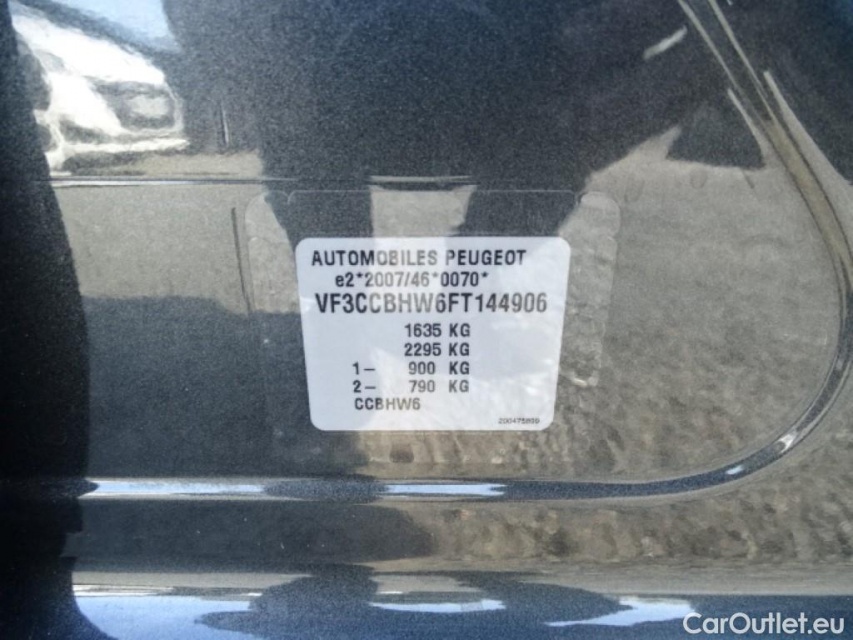 AUTOMOBILES PEUGEOT
e2*2007/46*0070*
VF3CCBHW6FT144906
1635 KG
2295 KG
1- 900 KG
2- 790 KG
CCBHW6
CarOutlet.eu